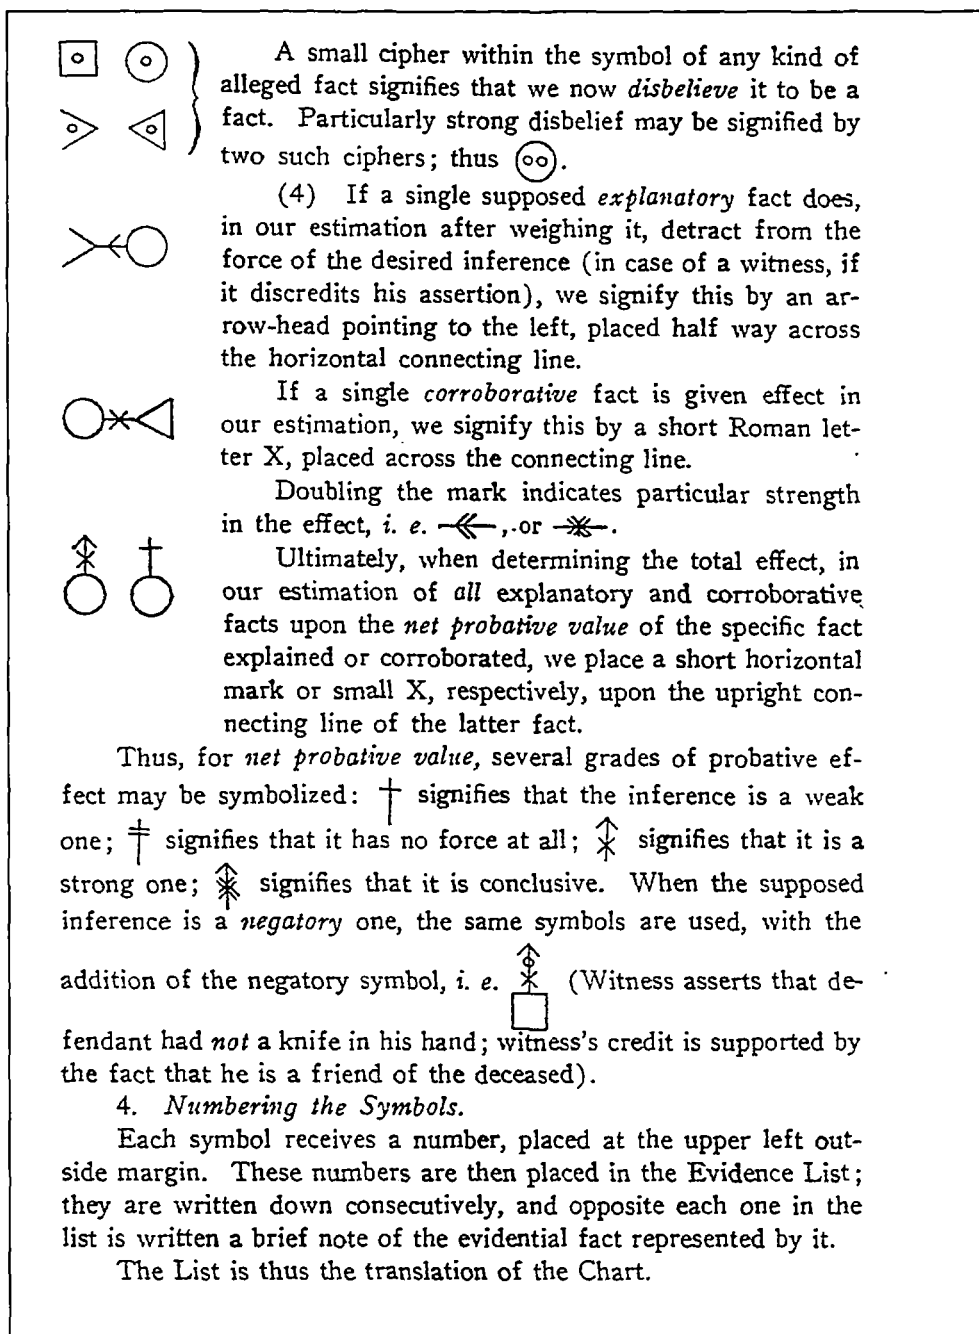 A small cipher within the symbol of any kind of
alleged fact signifies that we now disbelieve it to be a
fact. Particularly strong disbelief may be signified by
two such ciphers; thus .
(4) If a single supposed explanatory fact does,
in our estimation after weighing it, detract from the
force of the desired inference (in case of a witness, if
it discredits his assertion), we signify this by an ar-
row-head pointing to the left, placed half way across
the horizontal connecting line.
If a single corroborative fact is given effect in
our estimation, we signify this by a short Roman let-
ter X, placed across the connecting line.
Doubling the mark indicates particular strength
in the effect, i. e. , or .
Ultimately, when determining the total effect, in
our estimation of all explanatory and corroborative
facts upon the net probative value of the specific fact
explained or corroborated, we place a short horizontal
mark or small X, respectively, upon the upright con-
necting line of the latter fact.
Thus, for net probative value, several grades of probative ef-
fect may be symbolized: † signifies that the inference is a weak
one; ‡ signifies that it has no force at all; signifies that it is a
strong one; signifies that it is conclusive. When the supposed
inference is a negatory one, the same symbols are used, with the
addition of the negatory symbol, i. e. (Witness asserts that de-
fendant had not a knife in his hand; witness's credit is supported by
the fact that he is a friend of the deceased).
4. Numbering the Symbols.
Each symbol receives a number, placed at the upper left out-
side margin. These numbers are then placed in the Evidence List;
they are written down consecutively, and opposite each one in the
list is written a brief note of the evidential fact represented by it.
The List is thus the translation of the Chart.